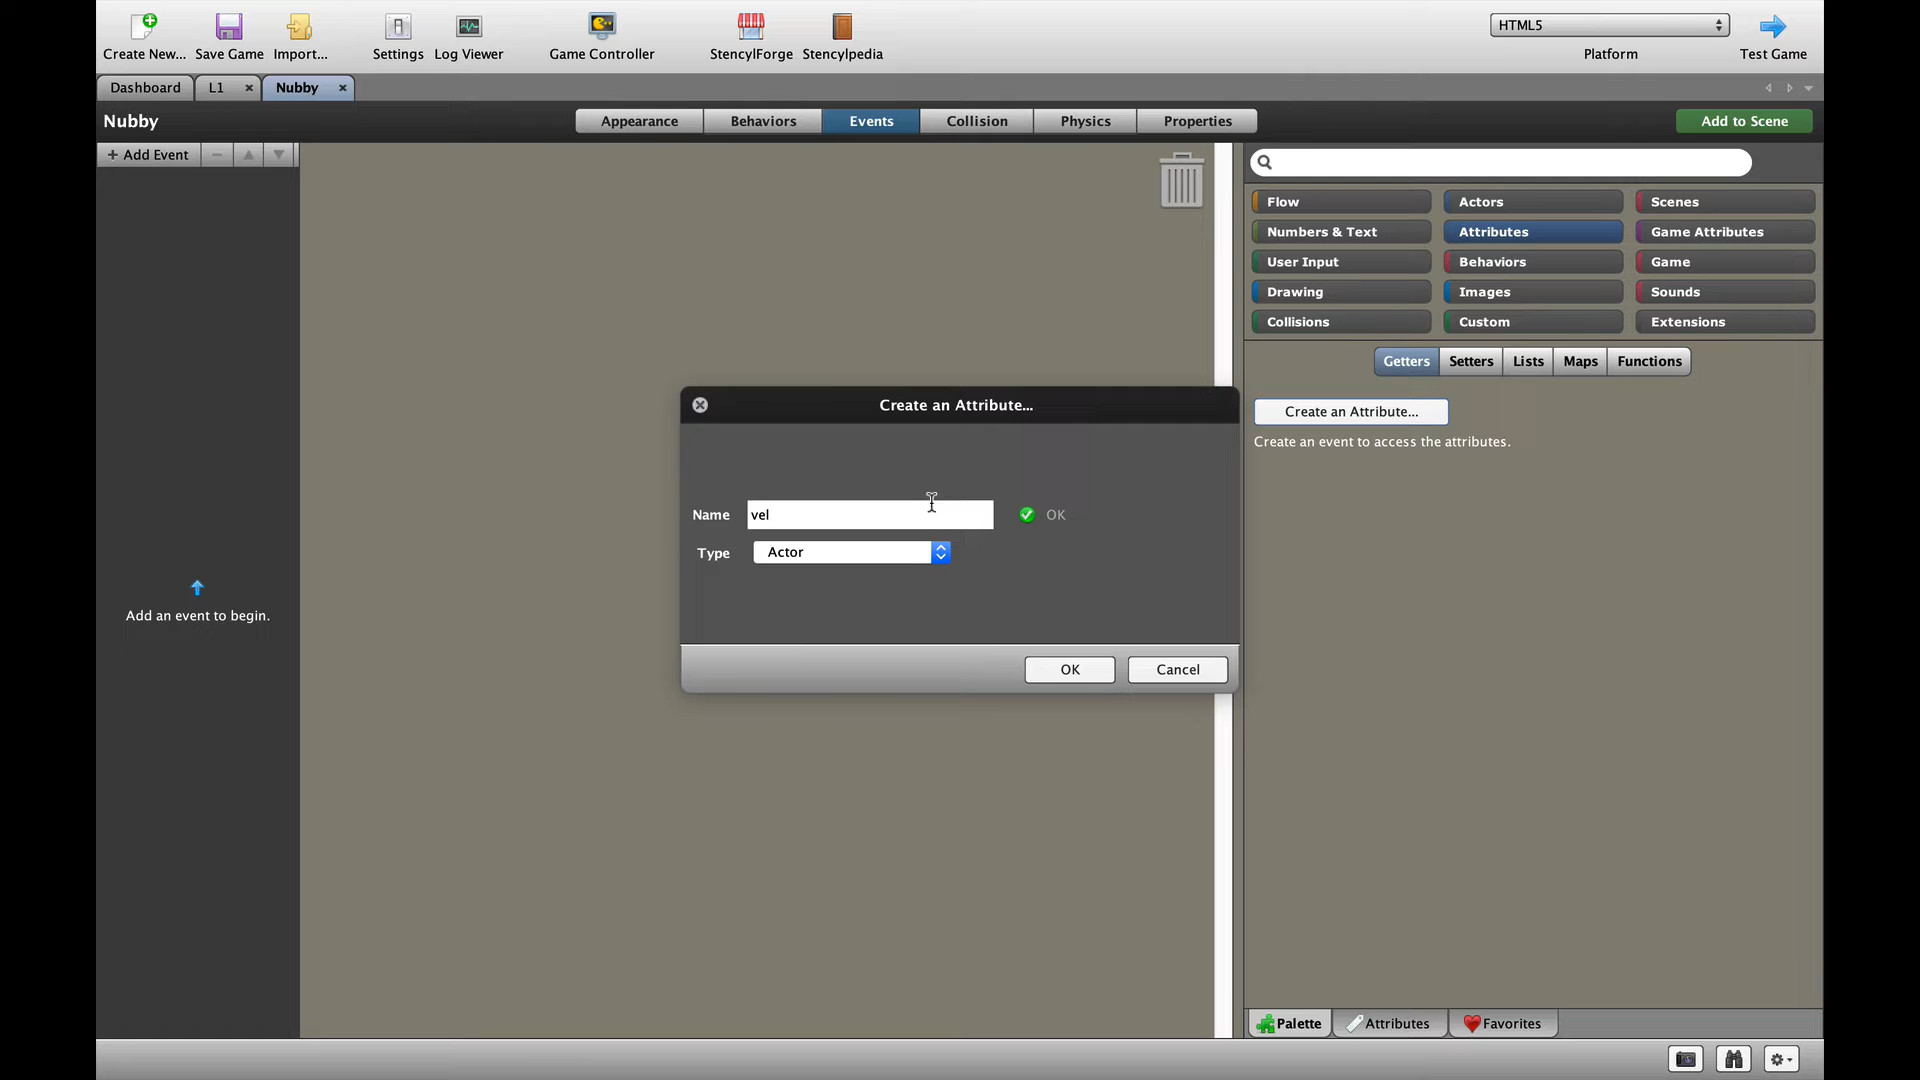 Create New...
Save Game
Import...
Settings
Log Viewer
Game Controller
StencylForge
Stencylpedia
HTML5
Platform
Test Game
Dashboard
L1
Nubby
Nubby
Appearance
Behaviors
Events
Collision
Physics
Properties
Add to Scene
+ Add Event
Flow
Actors
Scenes
Numbers & Text
Attributes
Game Attributes
User Input
Behaviors
Game
Drawing
Images
Sounds
Collisions
Custom
Extensions
Getters
Setters
Lists
Maps
Functions
Create an Attribute...
Create an event to access the attributes.
Create an Attribute...
Name
vel
OK
Type
Actor
OK
Cancel
Add an event to begin.
Palette
Attributes
Favorites